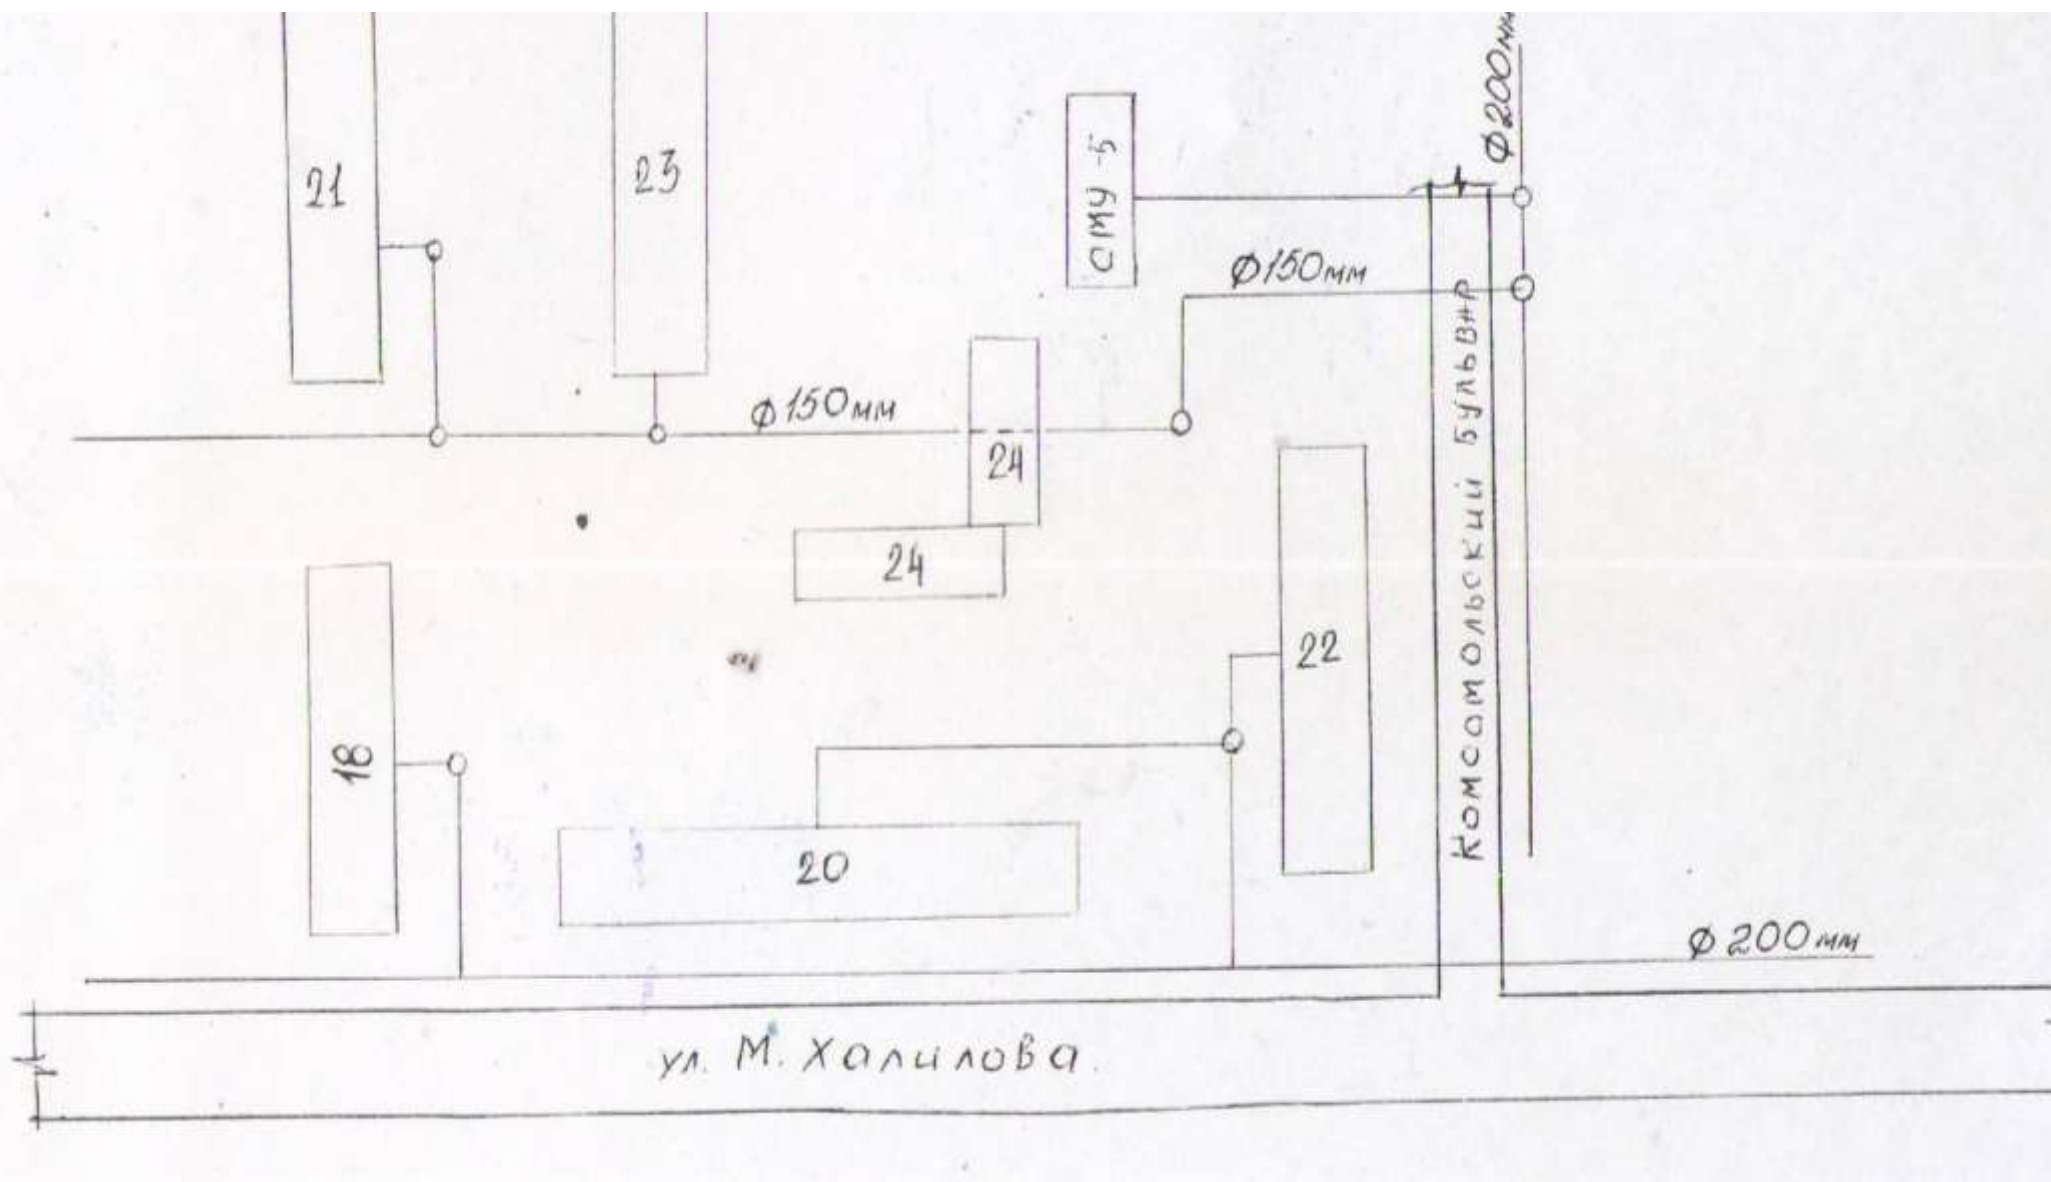 Ф200мм
21
23
СМУ-5
Ф150мм
Ф150мм
24
24
22
Комсомольский бульвар
18
20
Ф200мм
ул. М. Халилова.